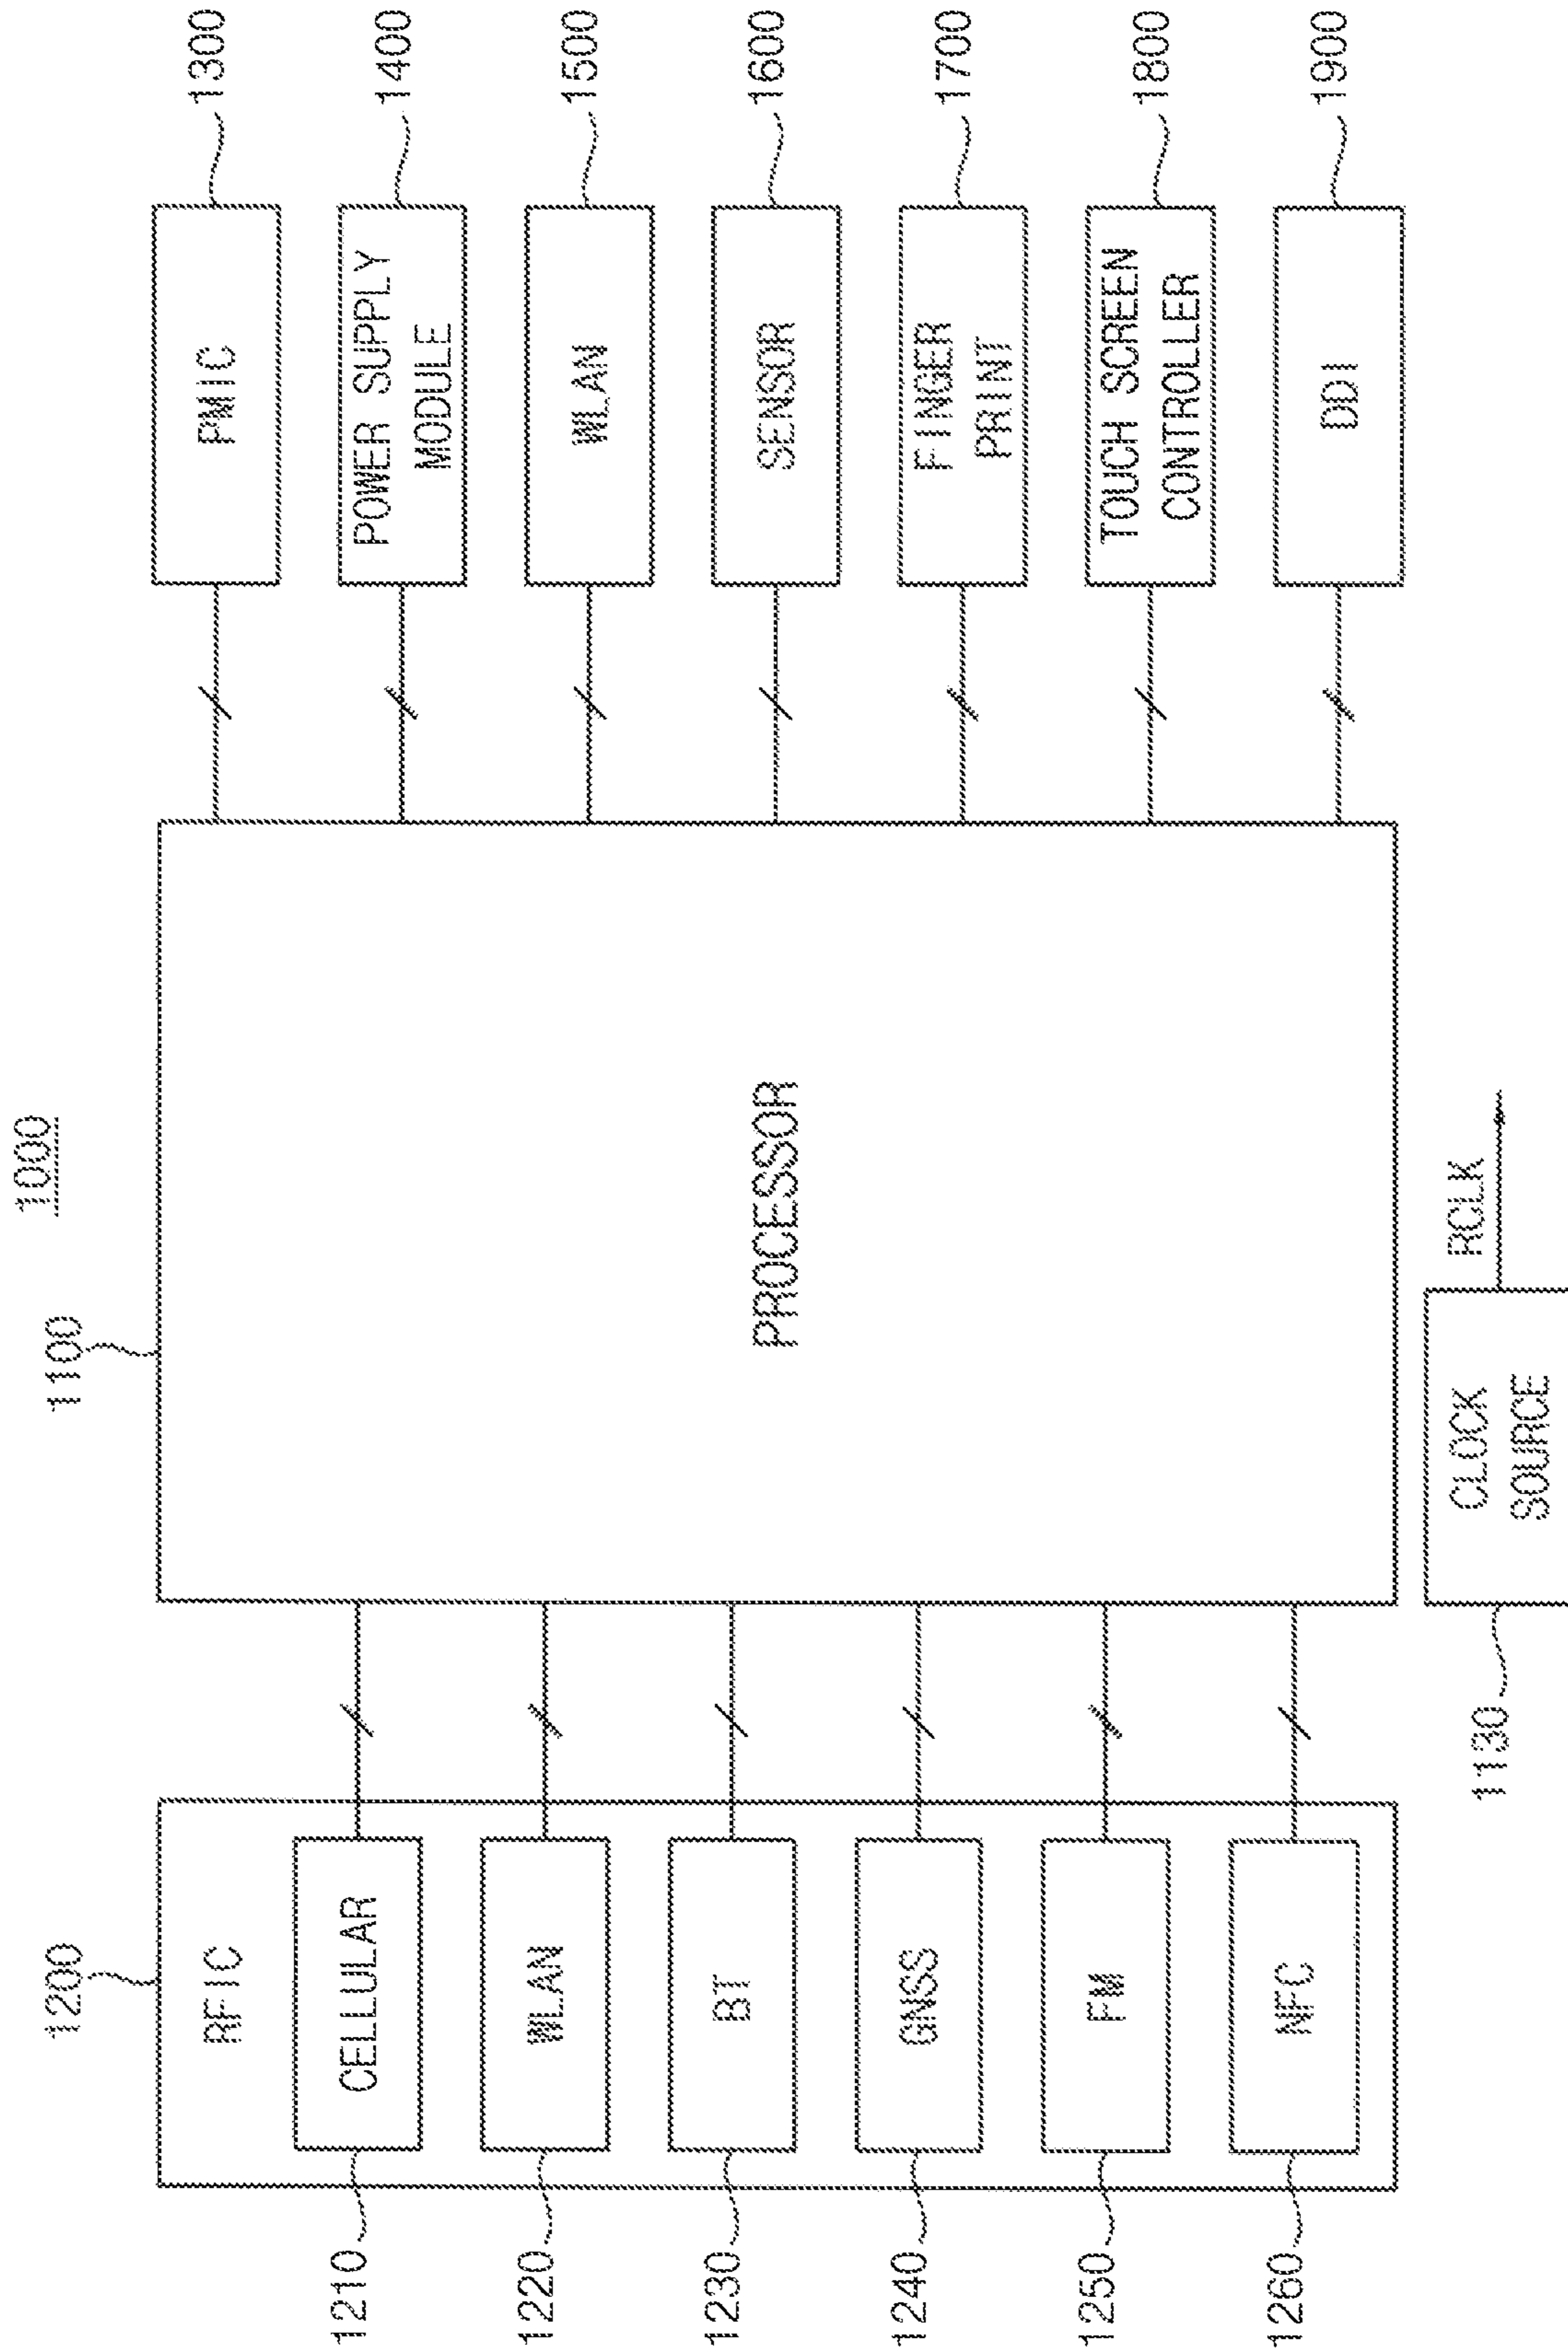 1000
1100
1200
RFIC
1210
CELLULAR
1220
WLAN
1230
BT
1240
GNSS
1250
FM
1260
NFC
PROCESSOR
PMIC
1300
POWER SUPPLY
MODULE
1400
WLAN
1500
SENSOR
1600
FINGER
PRINT
1700
TOUCH SCREEN
CONTROLLER
1800
DDI
1900
1130
CLOCK
SOURCE
RCLK